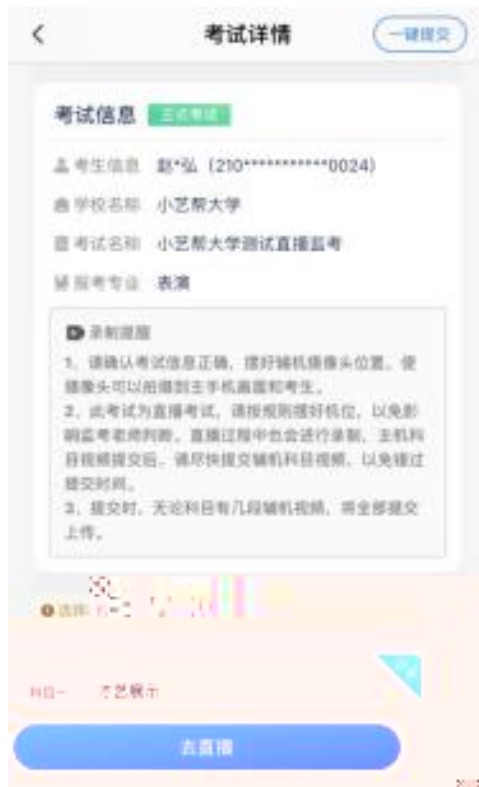 考试详情
一键提交
考试信息 正式考试
考生信息 赵*弘（210***********0024）
学校名称 小艺帮大学
考试名称 小艺帮大学测试直播监考
报考专业 表演
录制提醒
1、请确认考试信息正确，摆好辅机摄像头位置，使
摄像头可以拍摄到主手机画面和考生。
2、此考试为直播考试，请按规则摆好机位，以免影
响监考老师判断。直播过程中也会进行录制，主机科
目视频提交后，请尽快提交辅机科目视频，以免错过
提交时间。
3、提交时，无论科目有几段辅机视频，将全部提交
上传。
选择
科目一 才艺展示
去直播